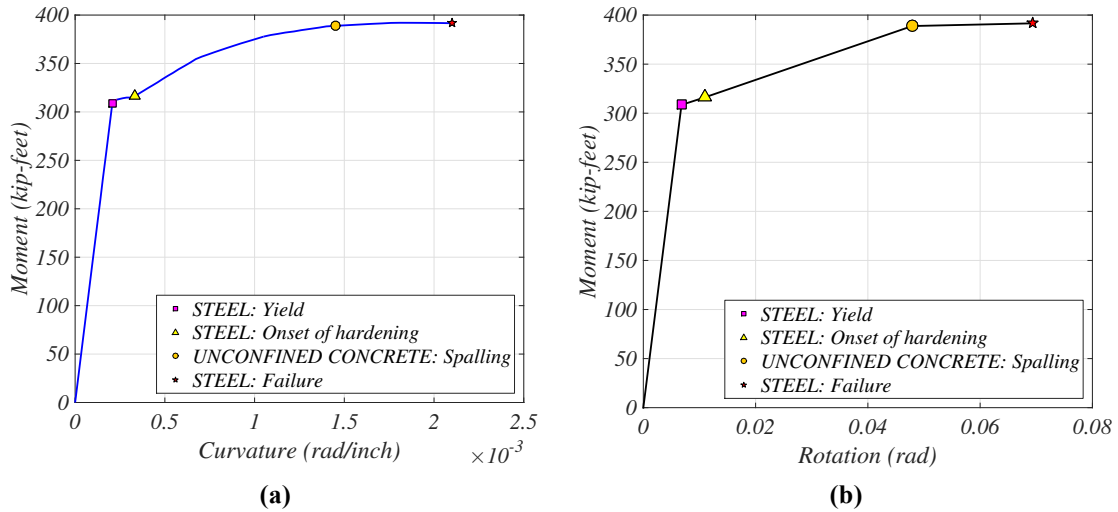 400
350
300
250
200
150
100
50
0
Moment (kip-feet)
STEEL: Yield
STEEL: Onset of hardening
UNCONFINED CONCRETE: Spalling
STEEL: Failure
0 0.5 1 1.5 2 2.5
Curvature (rad/inch) ×10⁻³
(a)
400
350
300
250
200
150
100
50
0
Moment (kip-feet)
STEEL: Yield
STEEL: Onset of hardening
UNCONFINED CONCRETE: Spalling
STEEL: Failure
0 0.02 0.04 0.06 0.08
Rotation (rad)
(b)